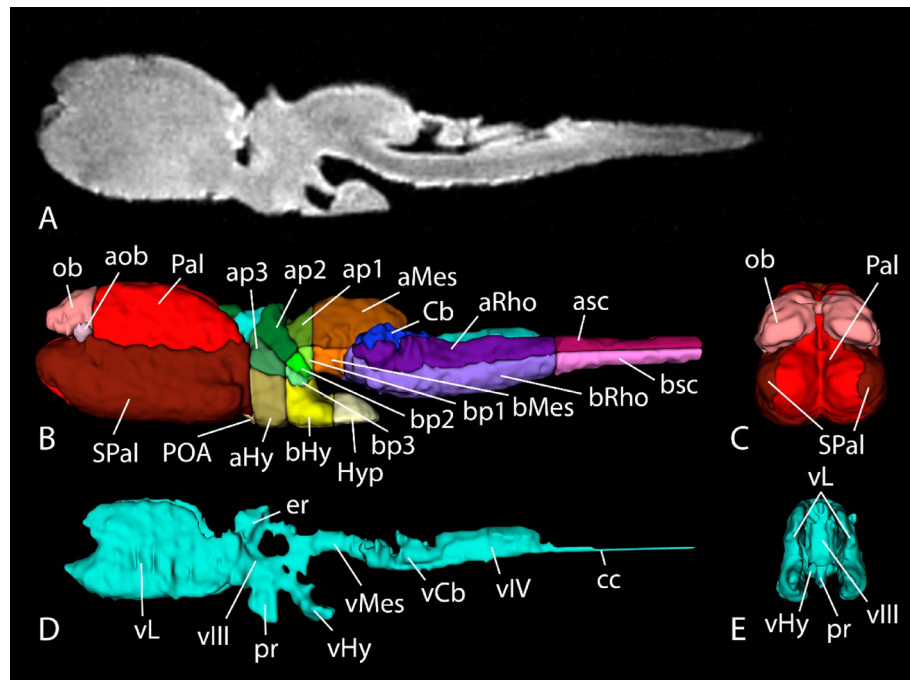 A
ob
aob
Pal
ap3
ap2
ap1
aMes
Cb
aRho
asc
bsc
bRho
bMes
bp1
bp2
bp3
Hyp
bHy
aHy
POA
SPal
B
ob
Pal
SPal
C
er
vL
vIII
pr
vHy
vMes
vCb
vIV
cc
D
vL
vHy
pr
vIII
E